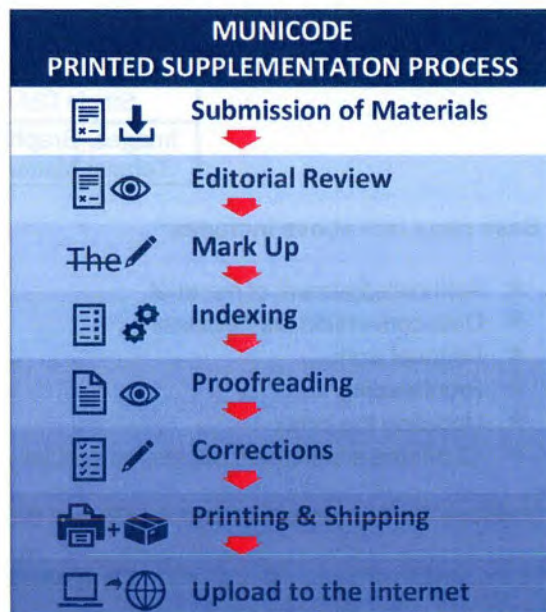 MUNICODE
PRINTED SUPPLEMENTATON PROCESS
Submission of Materials
Editorial Review
The Mark Up
Indexing
Proofreading
Corrections
+ Printing & Shipping
Upload to the Internet